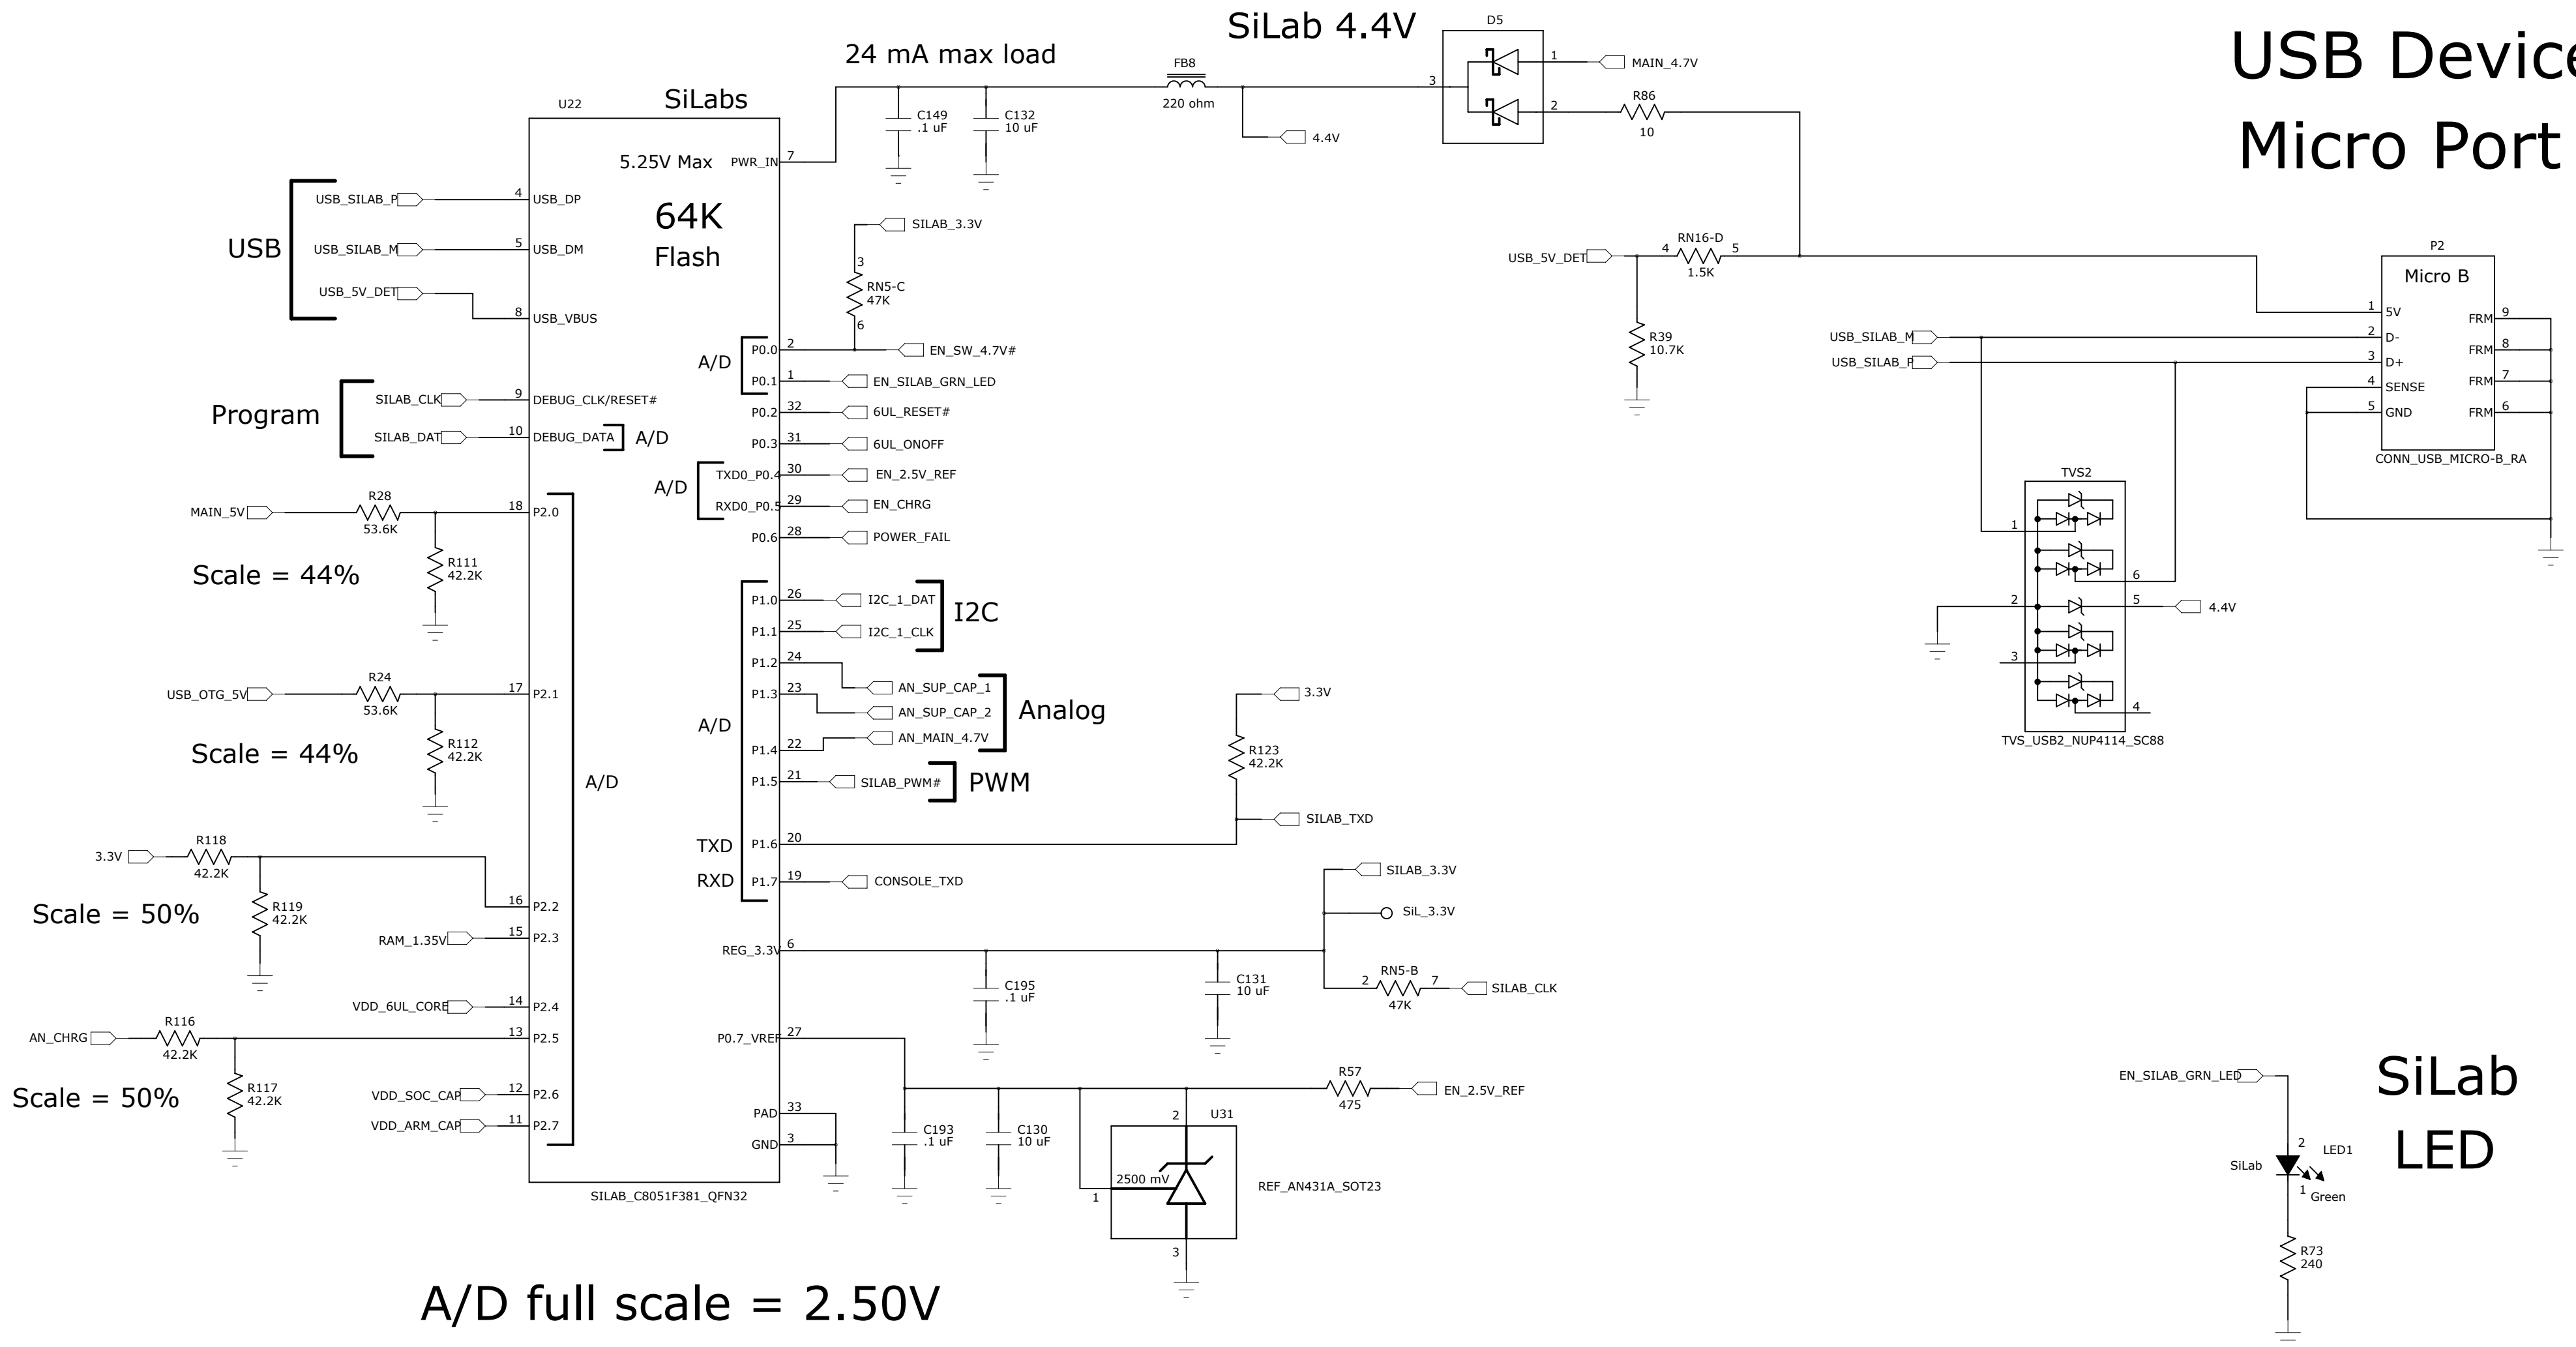 USB Device
Micro Port
SiLab 4.4V
24 mA max load
D5
1
MAIN_4.7V
3
2
R86
10
FB8
220 ohm
4.4V
C149
.1 uF
C132
10 uF
U22
SiLabs
5.25V Max
PWR_IN
7
64K
Flash
USB
USB_SILAB_P
4
USB_DP
USB_SILAB_M
5
USB_DM
USB_5V_DET
8
USB_VBUS
Program
SILAB_CLK
9
DEBUG_CLK/RESET#
SILAB_DAT
10
DEBUG_DATA
A/D
SILAB_3.3V
3
RN5-C
47K
6
A/D
P0.0
2
EN_SW_4.7V#
P0.1
1
EN_SILAB_GRN_LED
P0.2
32
6UL_RESET#
P0.3
31
6UL_ONOFF
A/D
TXD0_P0.4
30
EN_2.5V_REF
RXD0_P0.5
29
EN_CHRG
P0.6
28
POWER_FAIL
MAIN_5V
R28
53.6K
18
P2.0
R111
42.2K
Scale = 44%
USB_OTG_5V
R24
53.6K
17
P2.1
R112
42.2K
Scale = 44%
A/D
3.3V
R118
42.2K
R119
42.2K
Scale = 50%
16
P2.2
RAM_1.35V
15
P2.3
VDD_6UL_CORE
14
P2.4
AN_CHRG
R116
42.2K
13
P2.5
R117
42.2K
Scale = 50%
VDD_SOC_CAP
12
P2.6
VDD_ARM_CAP
11
P2.7
A/D
P1.0
26
I2C_1_DAT
P1.1
25
I2C_1_CLK
I2C
P1.2
24
AN_SUP_CAP_1
P1.3
23
AN_SUP_CAP_2
Analog
P1.4
22
AN_MAIN_4.7V
P1.5
21
SILAB_PWM#
PWM
TXD
P1.6
20
RXD
P1.7
19
CONSOLE_TXD
3.3V
R123
42.2K
SILAB_TXD
SILAB_3.3V
SiL_3.3V
REG_3.3V
6
C195
.1 uF
C131
10 uF
2
RN5-B
7
47K
SILAB_CLK
P0.7_VREF
27
C193
.1 uF
C130
10 uF
R57
475
EN_2.5V_REF
PAD
33
GND
3
2
U31
2500 mV
1
3
REF_AN431A_SOT23
SILAB_C8051F381_QFN32
A/D full scale = 2.50V
USB_5V_DET
4
RN16-D
5
1.5K
R39
10.7K
P2
Micro B
1
5V
2
D-
3
D+
4
SENSE
5
GND
FRM
9
FRM
8
FRM
7
FRM
6
CONN_USB_MICRO-B_RA
USB_SILAB_M
USB_SILAB_P
TVS2
1
6
2
5
4.4V
3
4
TVS_USB2_NUP4114_SC88
EN_SILAB_GRN_LED
SiLab
LED
2
LED1
SiLab
1
Green
R73
240